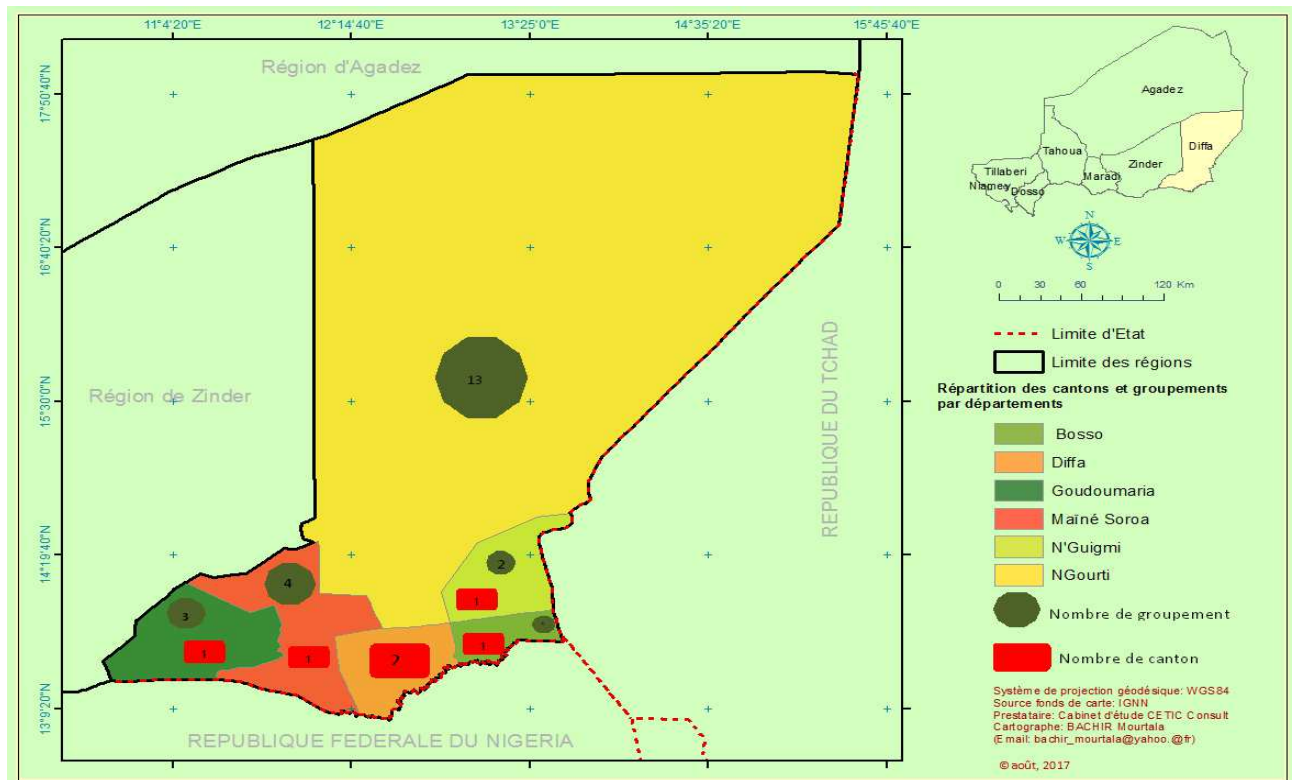 11°4'20"E 12°14'40"E 13°25'0"E 14°35'20"E 15°45'40"E
17°50'40"N
16°40'20"N
15°30'0"N
14°19'40"N
13°9'20"N
Région d'Agadez
Région de Zinder
REPUBLIQUE DU TCHAD
REPUBLIQUE FEDERALE DU NIGERIA
13
2
4
1
3
1
1
1
Agadez
Diffa
Tahoua
Zinder
Maradi
Tillaberi
Niamey
Dosso
N
W E
S
0 30 60 120 Km
Limite d'Etat
Limite des régions
Répartition des cantons et groupements
par départements
Bosso
Diffa
Goudoumaria
Maïné Soroa
N'Guigmi
NGourti
Nombre de groupement
Nombre de canton
Système de projection géodésique: WGS84
Source fonds de carte: IGNN
Prestataire: Cabinet d'étude CETIC Consult
Cartographe: BACHIR Mourtala
(E mail: bachir_mourtala@yahoo.@fr)
©août, 2017